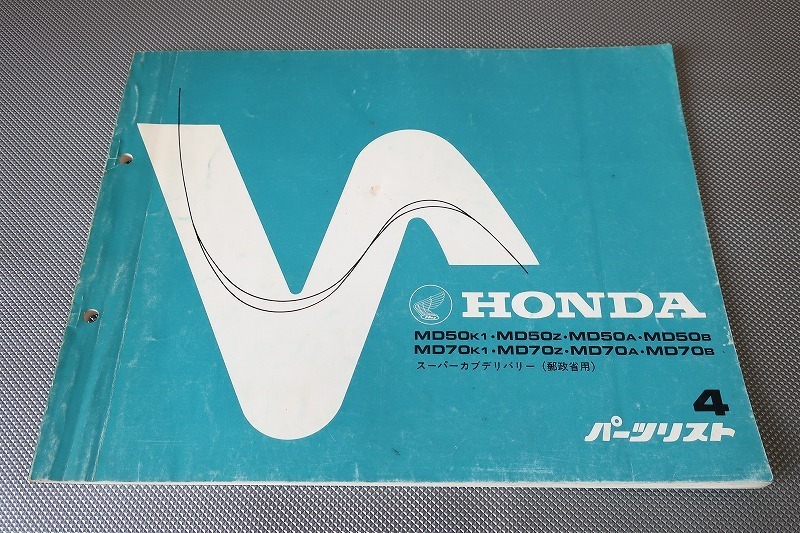 HONDA
MD50K1・MD50Z・MD50A・MD50B
MD70K1・MD70Z・MD70A・MD70B
スーパーカブデリバリー（郵政省用）
4
パーツリスト